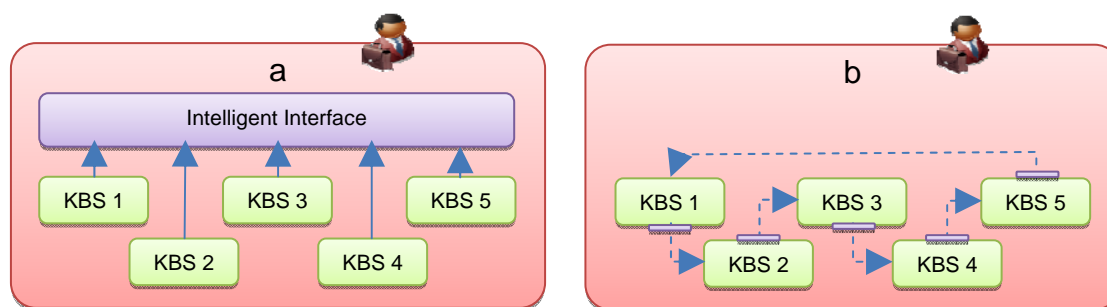 a
Intelligent Interface
KBS 1
KBS 3
KBS 5
KBS 2
KBS 4
b
KBS 1
KBS 3
KBS 5
KBS 2
KBS 4